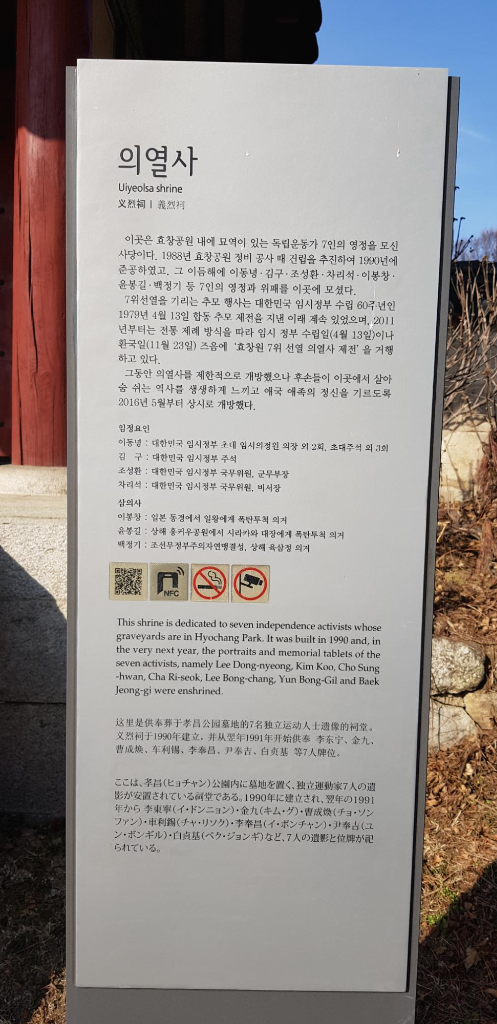 의열사
Uiyeolsa shrine
义烈祠 | 義烈祠
이곳은 효창공원 내에 묘역이 있는 독립운동가 7인의 영정을 모신
사당이다. 1988년 효창공원 정비 공사 때 건립을 추진하여 1990년에
준공하였고, 그 이듬해에 이동녕·김구·조성환·차리석·이봉창·
윤봉길·백정기 등 7인의 영정과 위패를 이곳에 모셨다.
7위선열을 기리는 추모 행사는 대한민국 임시정부 수립 60주년인
1979년 4월 13일 합동 추모 제전을 지낸 이래 계속 있었으며, 2011
년부터는 전통 제례 방식을 따라 임시 정부 수립일(4월 13일)이나
환국일(11월 23일) 즈음에 ‘효창원 7위 선열 의열사 제전’을 거행
하고 있다.
그동안 의열사를 제한적으로 개방했으나 후손들이 이곳에서 살아
숨 쉬는 역사를 생생하게 느끼고 애국 애족의 정신을 기르도록
2016년 5월부터 상시로 개방했다.
임정요인
이동녕 : 대한민국 임시정부 초대 임시의정원 의장 외 2회, 초대주석 외 3회
김 구 : 대한민국 임시정부 주석
조성환 : 대한민국 임시정부 국무위원, 군무부장
차리석 : 대한민국 임시정부 국무위원, 비서장
삼의사
이봉창 : 일본 동경에서 일왕에게 폭탄투척 의거
윤봉길 : 상해 홍커우공원에서 시라카와 대장에게 폭탄투척 의거
백정기 : 조선무정부주의자연맹결성, 상해 육삼정 의거
NFC
This shrine is dedicated to seven independence activists whose
graveyards are in Hyochang Park. It was built in 1990 and, in
the very next year, the portraits and memorial tablets of the
seven activists, namely Lee Dong-nyeong, Kim Koo, Cho Sung
-hwan, Cha Ri-seok, Lee Bong-chang, Yun Bong-Gil and Baek
Jeong-gi were enshrined.
这里是供奉葬于孝昌公园墓地的7名独立运动人士遗像的祠堂。
义烈祠于1990年建立，并从翌年1991年开始供奉 李东宁、金九、
曹成焕、车利锡、李奉昌、尹奉吉、白贞基 等7人牌位。
ここは、孝昌(ヒョチャン)公園内に墓地を置く、独立運動家7人の遺
影が安置されている祠堂である。1990年に建立され、翌年の1991
年から 李東寧(イ・ドンニョン)・金九(キム・グ)・曺成煥(チョ・ソン
ファン)・車利錫(チャ・リソク)・李奉昌(イ・ボンチャン)・尹奉吉(ユ
ン・ボンギル)・白貞基(ペク・ジョンギ)など、7人の遺影と位牌が祀
られている。